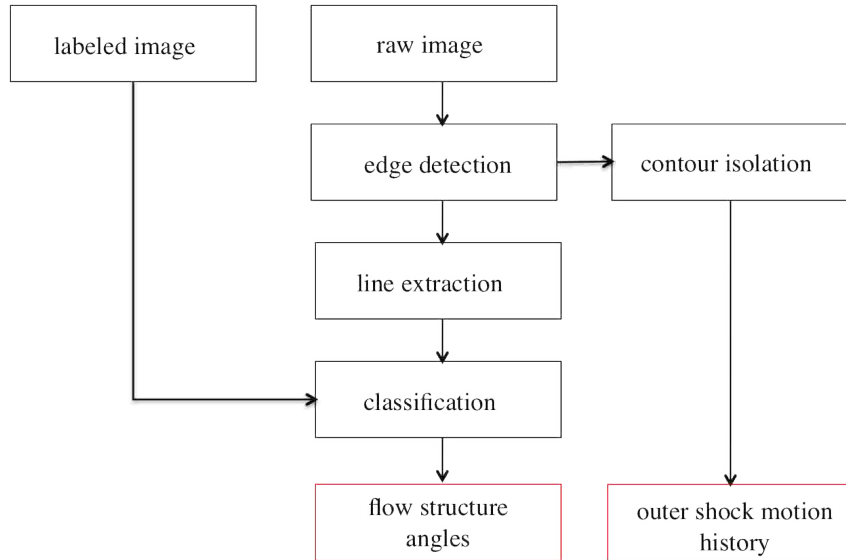 labeled image
raw image
edge detection
contour isolation
line extraction
classification
flow structure
angles
outer shock motion
history